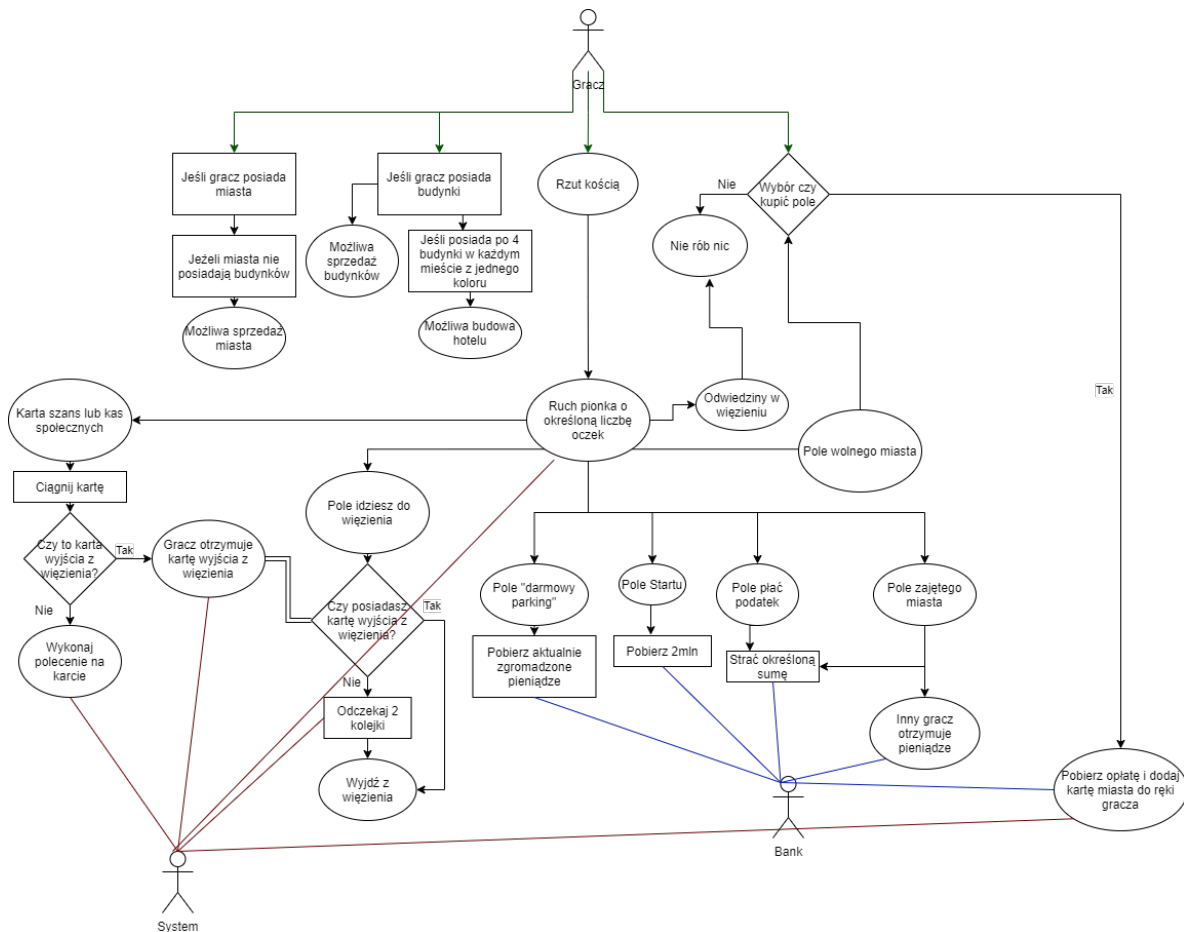 Gracz
Jeśli gracz posiada
miasta
Jeśli gracz posiada
budynki
Rzut kością
Nie
Wybór czy
kupić pole
Nie rób nic
Jeżeli miasta nie
posiadają budynków
Możliwa
sprzedaż
budynków
Jeśli posiada po 4
budynki w każdym
mieście z jednego
koloru
Możliwa sprzedaż
miasta
Możliwa budowa
hotelu
Tak
Karta szans lub kas
społecznych
Ruch pionka o
określoną liczbę
oczek
Odwiedziny w
więzieniu
Pole wolnego miasta
Ciągnij kartę
Pole idziesz do
więzienia
Czy to karta
wyjścia z
więzienia?
Tak
Gracz otrzymuje
kartę wyjścia z
więzienia
Nie
Czy posiadasz
kartę wyjścia z
więzienia?
Tak
Pole "darmowy
parking"
Pole Startu
Pole płać
podatek
Pole zajętego
miasta
Wykonaj
polecenie na
karcie
Pobierz aktualnie
zgromadzone
pieniądze
Pobierz 2mln
Strać określoną
sumę
Nie
Odczekaj 2
kolejki
Inny gracz
otrzymuje
pieniądze
Wyjdź z
więzienia
Pobierz opłatę i dodaj
kartę miasta do ręki
gracza
Bank
System